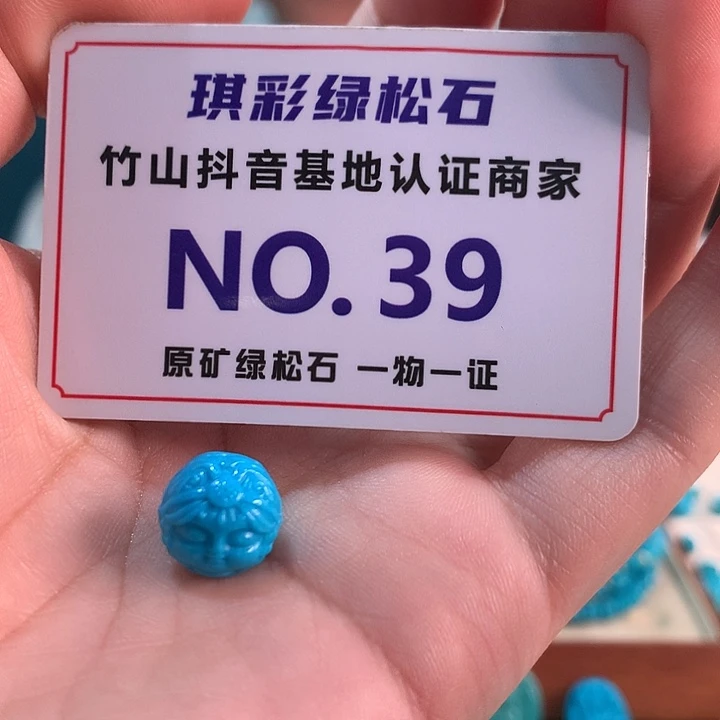 琪彩绿松石
竹山抖音基地认证商家
NO. 39
原矿绿松石 一物一证